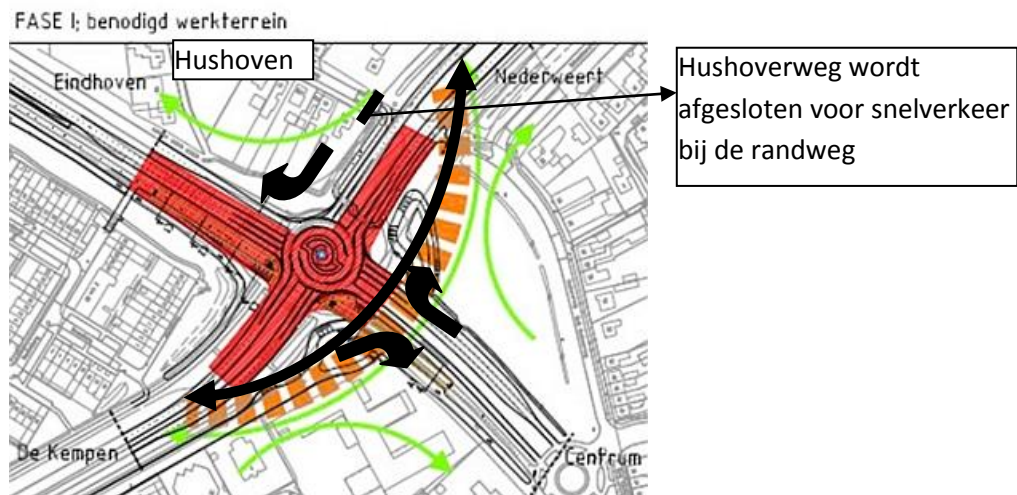 FASE I; benodigd werkterrein
Hushoven
Eindhoven
Nederweert
Hushoverweg wordt
afgesloten voor snelverkeer
bij de randweg
De Kempen
Centrum